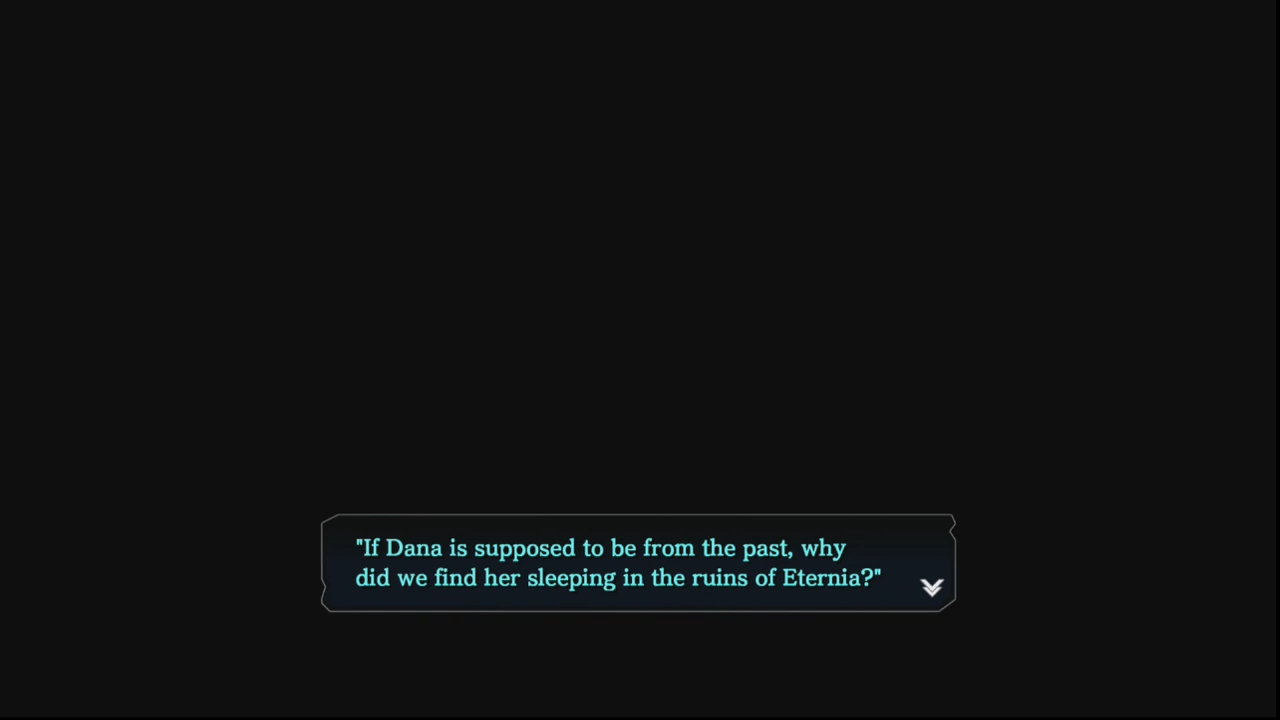 "If Dana is supposed to be from the past, why
did we find her sleeping in the ruins of Eternia?"